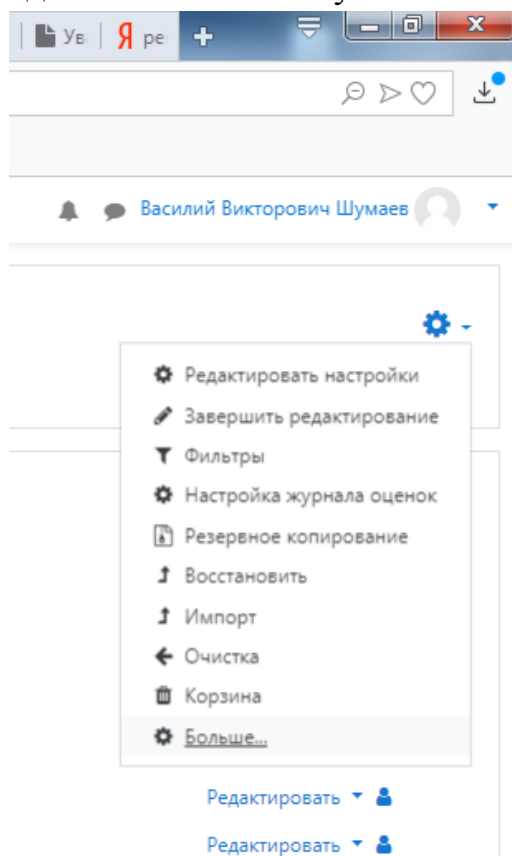 Ув
Я ре
Василий Викторович Шумаев
Редактировать настройки
Завершить редактирование
Фильтры
Настройка журнала оценок
Резервное копирование
Восстановить
Импорт
Очистка
Корзина
Больше...
Редактировать
Редактировать